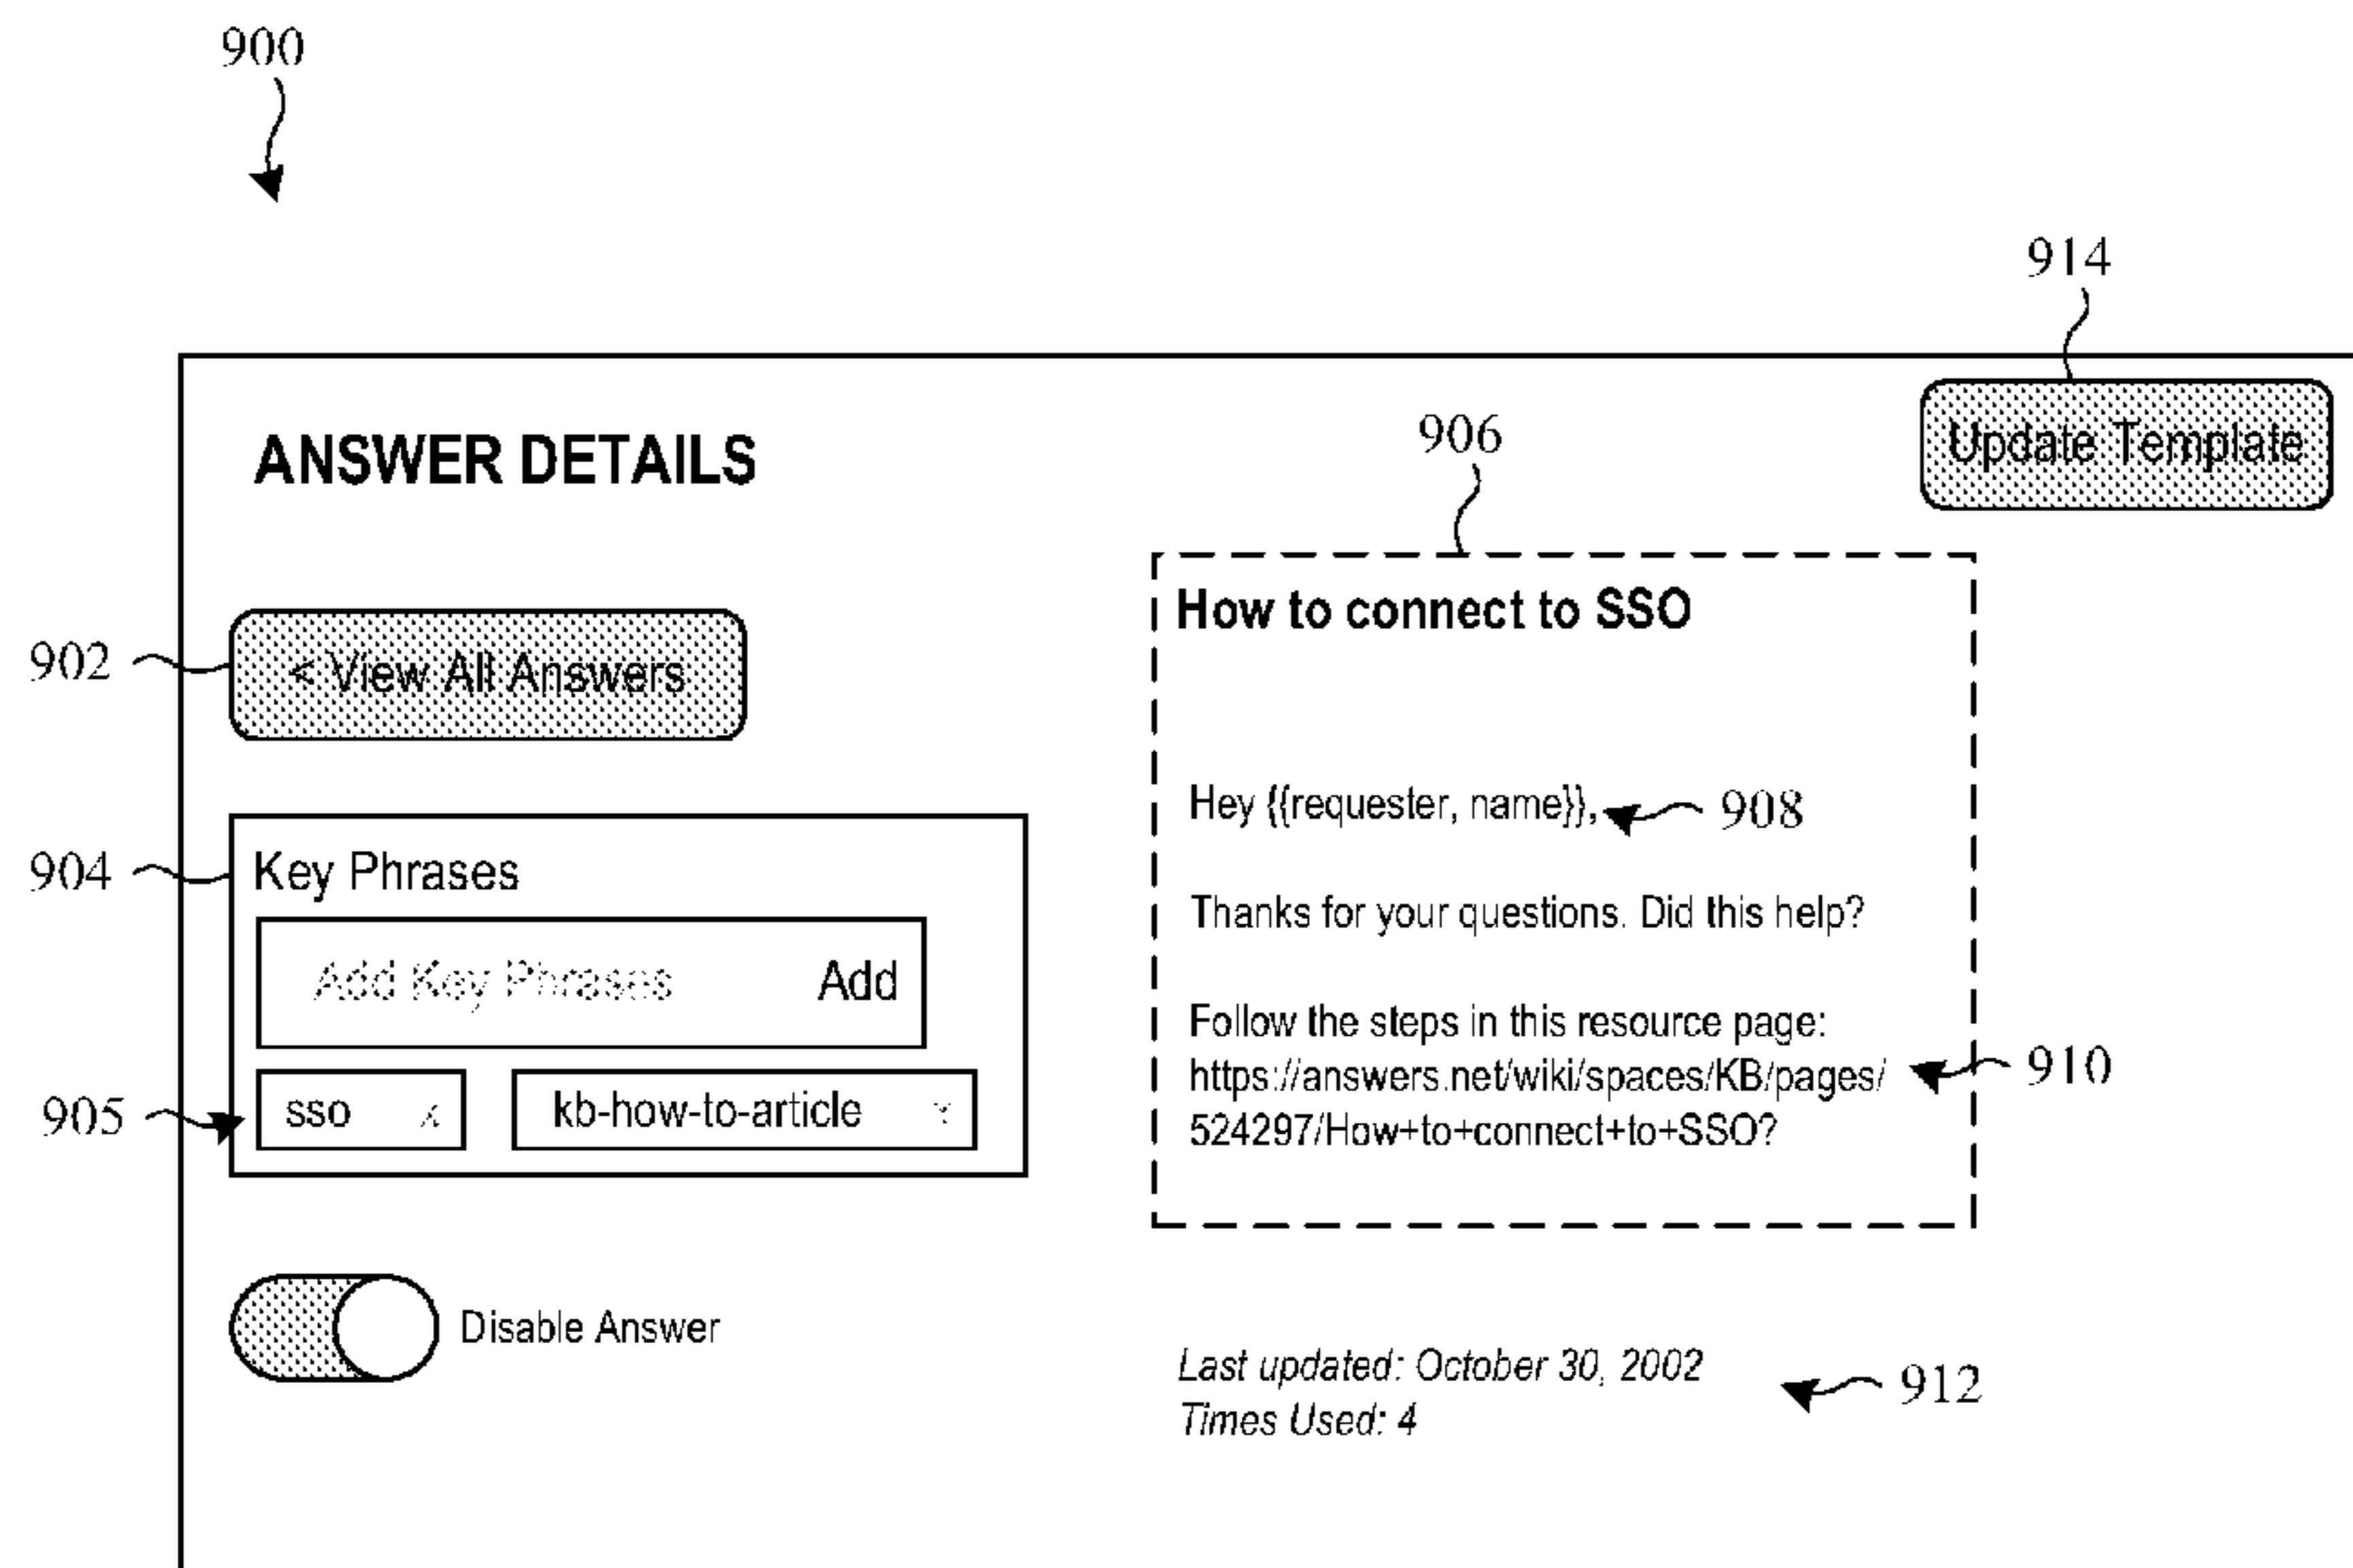 900
914
ANSWER DETAILS
906
Update Template
How to connect to SSO
902
< View All Answers
Hey {{requester, name}},
908
904
Key Phrases
Thanks for your questions. Did this help?
Add Key Phrases
Add
Follow the steps in this resource page:
https://answers.net/wiki/spaces/KB/pages/
910
524297/How+to+connect+to+SSO?
905
sso x
kb-how-to-article
Disable Answer
Last updated: October 30, 2002
912
Times Used: 4